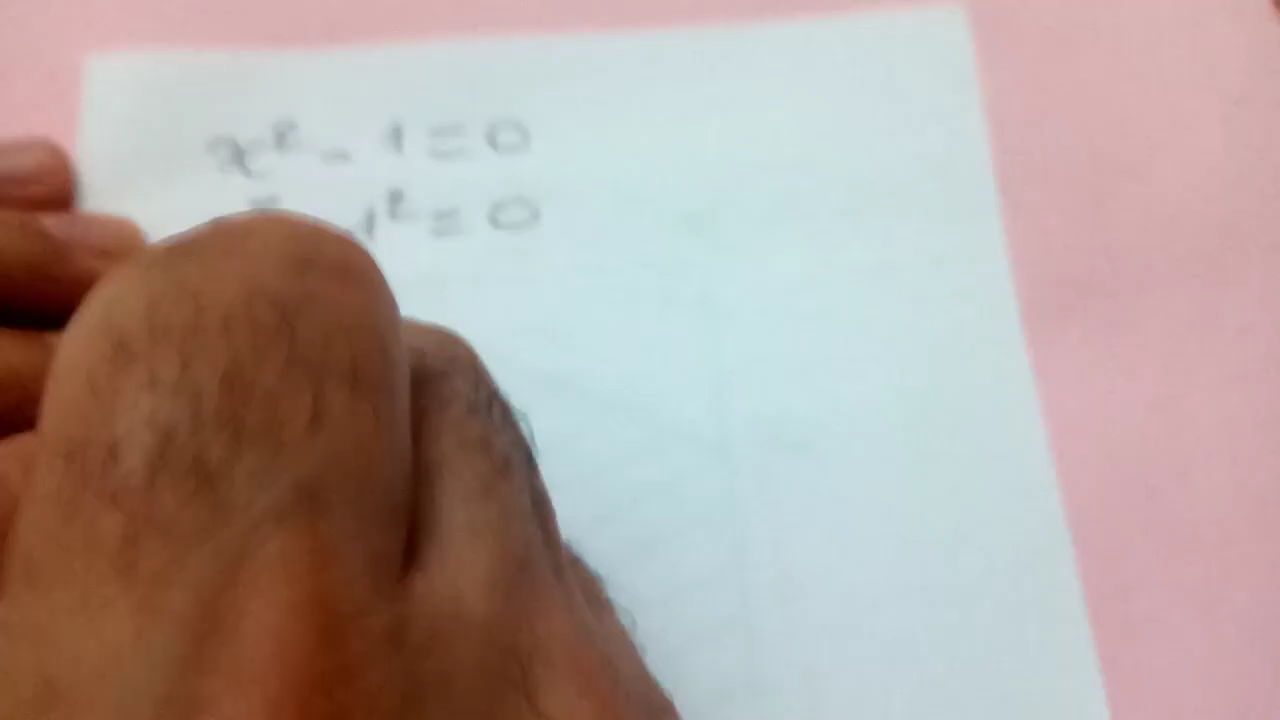 x² - 1 = 0
1² = 0